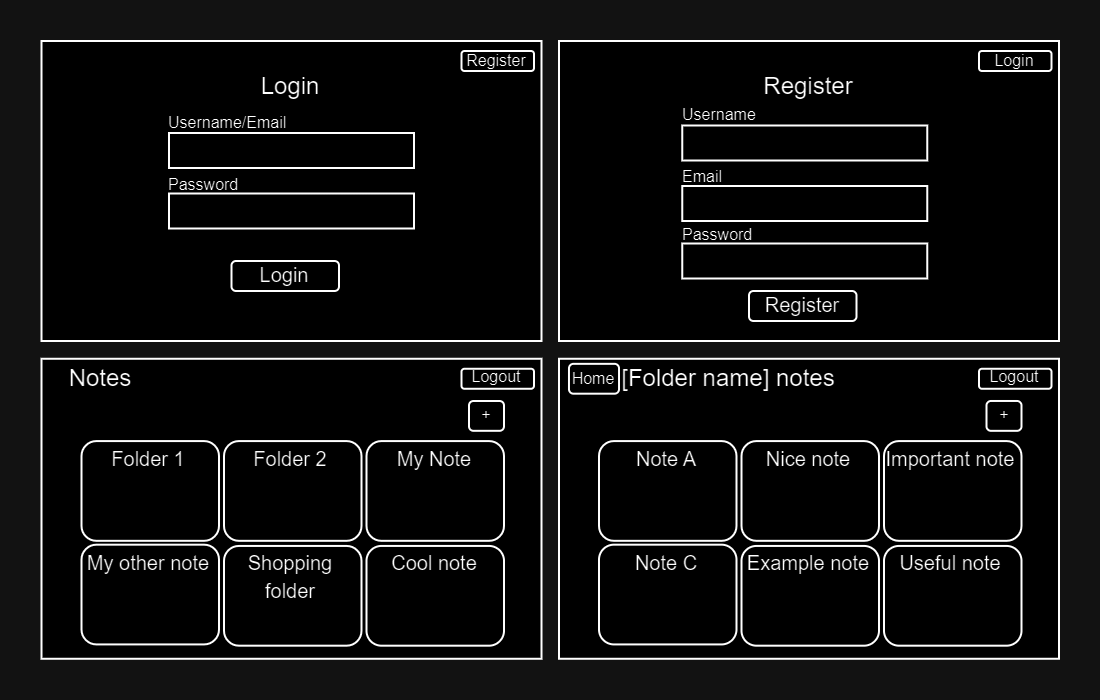 Register
Login
Username/Email
Password
Login
Login
Register
Username
Email
Password
Register
Notes
Logout
+
Folder 1
Folder 2
My Note
My other note
Shopping
folder
Cool note
Home
[Folder name] notes
Logout
+
Note A
Nice note
Important note
Note C
Example note
Useful note